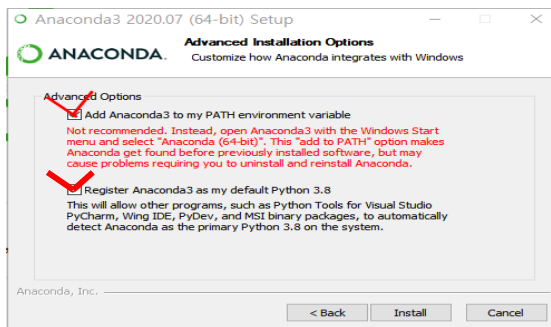 Anaconda3 2020.07 (64-bit) Setup
ANACONDA.
Advanced Installation Options
Customize how Anaconda integrates with Windows
Advanced Options
Add Anaconda3 to my PATH environment variable
Not recommended. Instead, open Anaconda3 with the Windows Start
menu and select "Anaconda (64-bit)". This "add to PATH" option makes
Anaconda get found before previously installed software, but may
cause problems requiring you to uninstall and reinstall Anaconda.
Register Anaconda3 as my default Python 3.8
This will allow other programs, such as Python Tools for Visual Studio
PyCharm, Wing IDE, PyDev, and MSI binary packages, to automatically
detect Anaconda as the primary Python 3.8 on the system.
Anaconda, Inc.
< Back
Install
Cancel